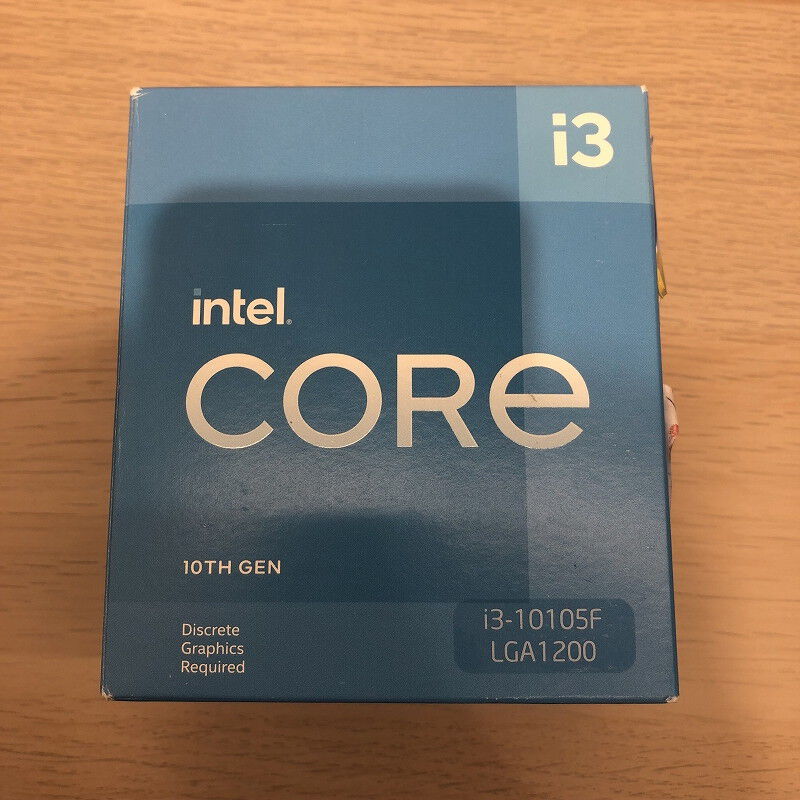 i3
intel.
CORe
10TH GEN
Discrete
Graphics
Required
i3-10105F
LGA1200